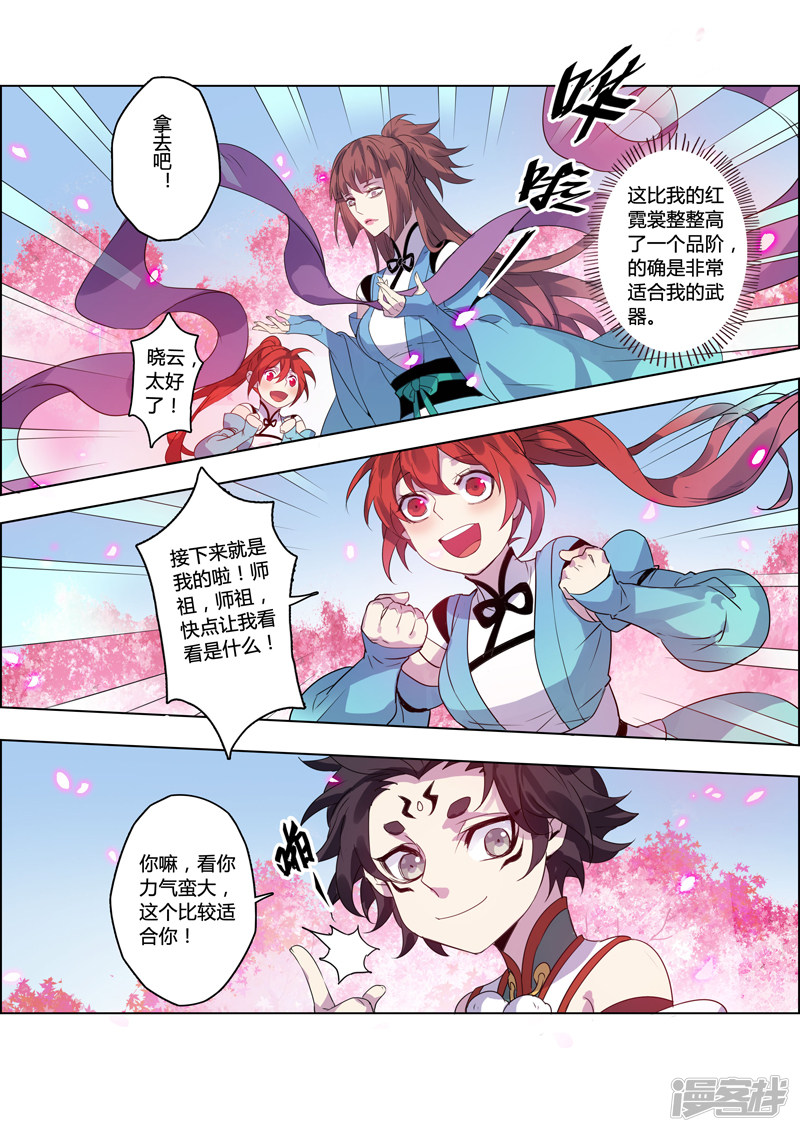 拿去吧！
哗
啦
这比我的红
霓裳整整高
了一个品阶，
的确是非常
适合我的武
器。
晓云，
太好
了！
接下来就是
我的啦！师
祖，师祖，
快点让我看
看是什么！
啪
你嘛，看你
力气蛮大，
这个比较适
合你！
漫客栈